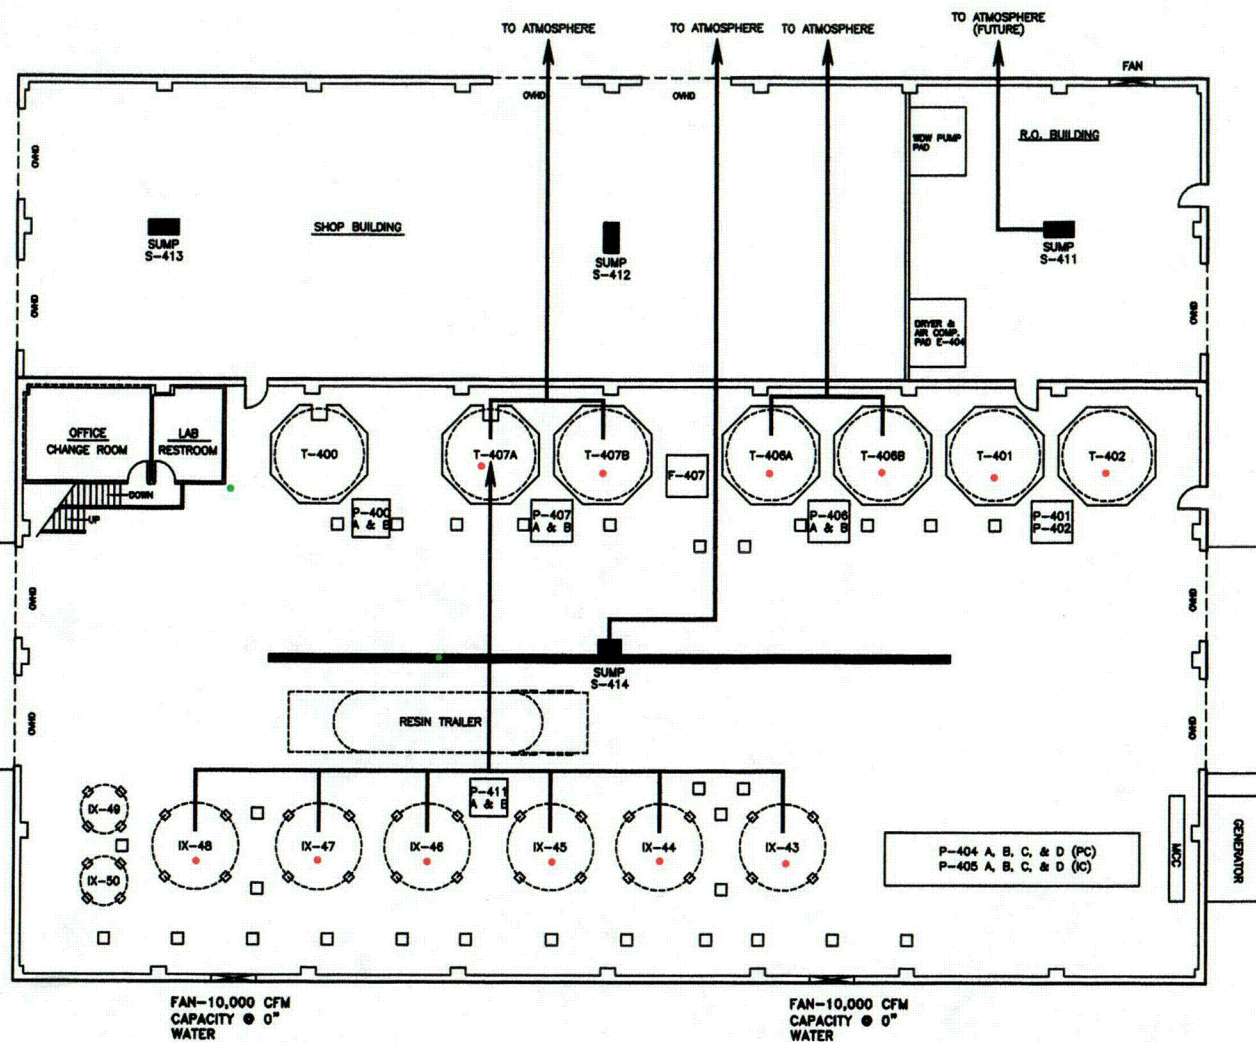 TO ATMOSPHERE
TO ATMOSPHERE
TO ATMOSPHERE
TO ATMOSPHERE
(FUTURE)
FAN
OVHD
OVHD
OVHD
WDW PUMP
PAD
R.O. BUILDING
SHOP BUILDING
SUMP
S-413
SUMP
S-412
SUMP
S-411
OVHD
OVHD
DRYER &
AIR COMP.
PAD E-404
OFFICE
CHANGE ROOM
LAB
RESTROOM
DOWN
UP
T-400
T-407A
T-407B
F-407
T-406A
T-406B
T-401
T-402
P-400
A & B
P-407
A & B
P-406
A & B
P-401
P-402
OVHD
OVHD
SUMP
S-414
RESIN TRAILER
OVHD
OVHD
P-411
A & B
IX-49
IX-50
IX-48
IX-47
IX-46
IX-45
IX-44
IX-43
P-404 A, B, C, & D (PC)
P-405 A, B, C, & D (IC)
MCC
GENERATOR
FAN-10,000 CFM
CAPACITY @ 0"
WATER
FAN-10,000 CFM
CAPACITY @ 0"
WATER